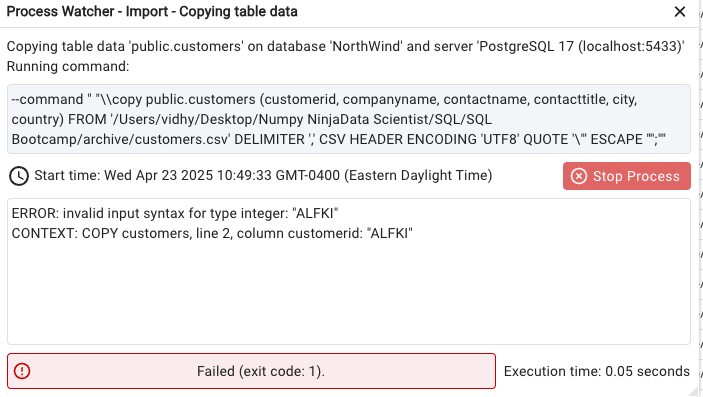 Process Watcher - Import - Copying table data
Copying table data 'public.customers' on database 'NorthWind' and server 'PostgreSQL 17 (localhost:5433)'
Running command:
--command " "\\copy public.customers (customerid, companyname, contactname, contacttitle, city,
country) FROM '/Users/vidhy/Desktop/Numpy NinjaData Scientist/SQL/SQL
Bootcamp/archive/customers.csv' DELIMITER ',' CSV HEADER ENCODING 'UTF8' QUOTE '\"' ESCAPE '''';""
Start time: Wed Apr 23 2025 10:49:33 GMT-0400 (Eastern Daylight Time)
Stop Process
ERROR: invalid input syntax for type integer: "ALFKI"
CONTEXT: COPY customers, line 2, column customerid: "ALFKI"
Failed (exit code: 1).
Execution time: 0.05 seconds